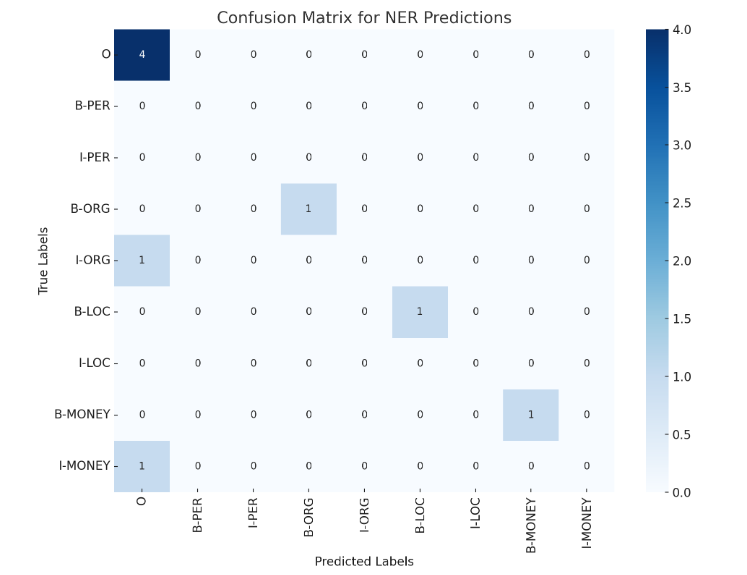 Confusion Matrix for NER Predictions
O 4 0 0 0 0 0 0 0 0
B-PER 0 0 0 0 0 0 0 0 0
I-PER 0 0 0 0 0 0 0 0 0
B-ORG 0 0 0 1 0 0 0 0 0
I-ORG 1 0 0 0 0 0 0 0 0
B-LOC 0 0 0 0 0 1 0 0 0
I-LOC 0 0 0 0 0 0 0 0 0
B-MONEY 0 0 0 0 0 0 0 1 0
I-MONEY 1 0 0 0 0 0 0 0 0
True Labels
O B-PER I-PER B-ORG I-ORG B-LOC I-LOC B-MONEY I-MONEY
Predicted Labels
4.0
3.5
3.0
2.5
2.0
1.5
1.0
0.5
0.0